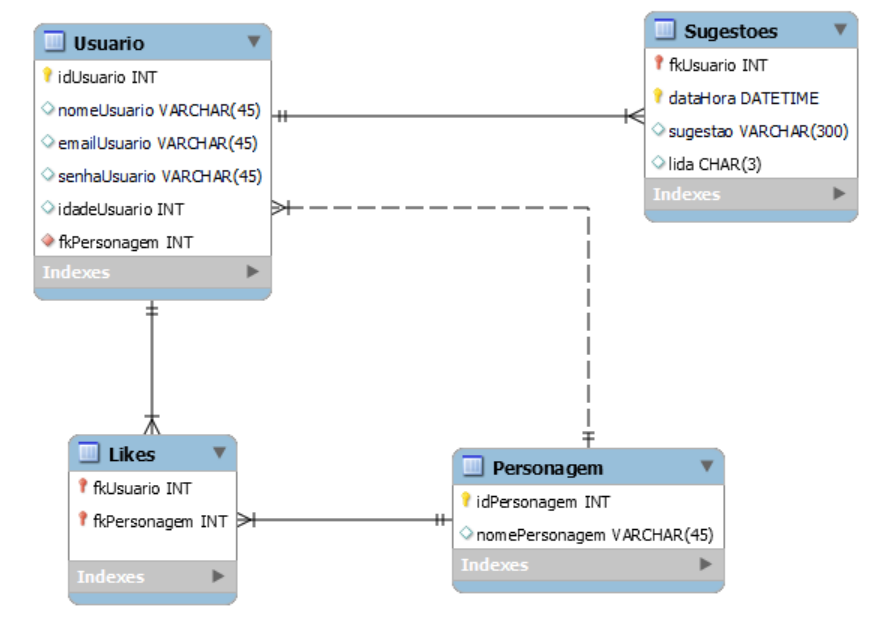 Usuario
idUsuario INT
nomeUsuario VARCHAR(45)
emailUsuario VARCHAR(45)
senhaUsuario VARCHAR(45)
idadeUsuario INT
fkPersonagem INT
Indexes
Sugestoes
fkUsuario INT
dataHora DATETIME
sugestao VARCHAR(300)
lida CHAR(3)
Indexes
Likes
fkUsuario INT
fkPersonagem INT
Indexes
Personagem
idPersonagem INT
nomePersonagem VARCHAR(45)
Indexes